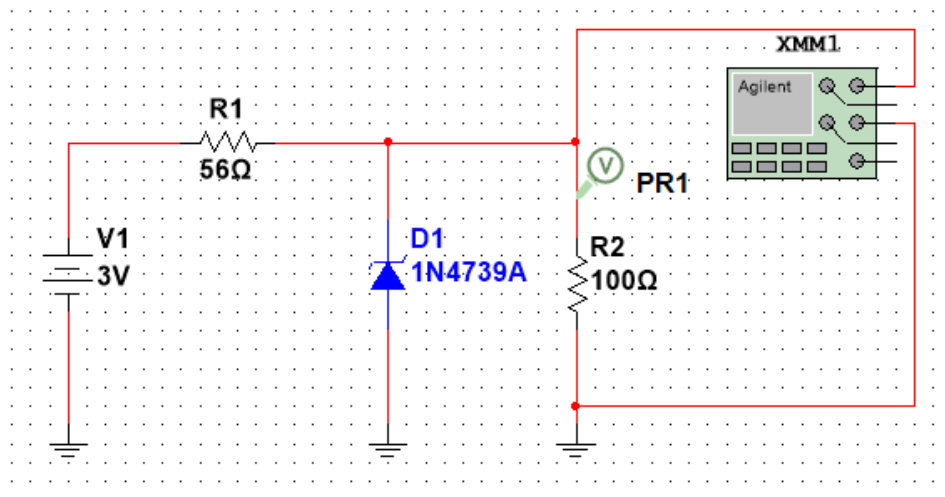 XMM1
Agilent
R1
56Ω
PR1
V
V1
3V
D1
1N4739A
R2
100Ω